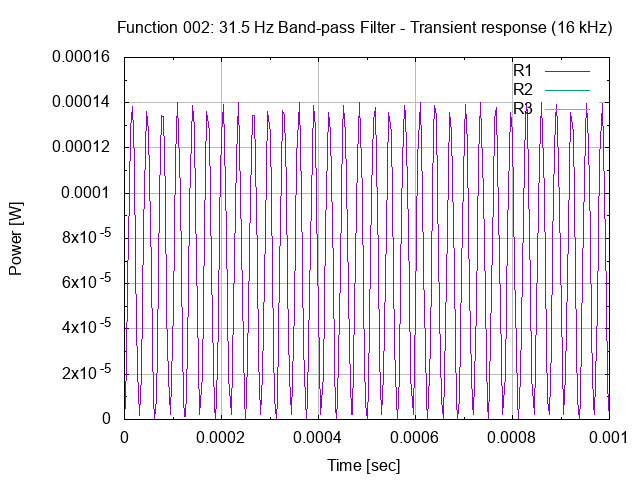 Function 002: 31.5 Hz Band-pass Filter - Transient response (16 kHz)
0.00016
0.00014
0.00012
0.0001
8x10-5
6x10-5
4x10-5
2x10-5
0
Power [W]
R1
R2
R3
0 0.0002 0.0004 0.0006 0.0008 0.001
Time [sec]